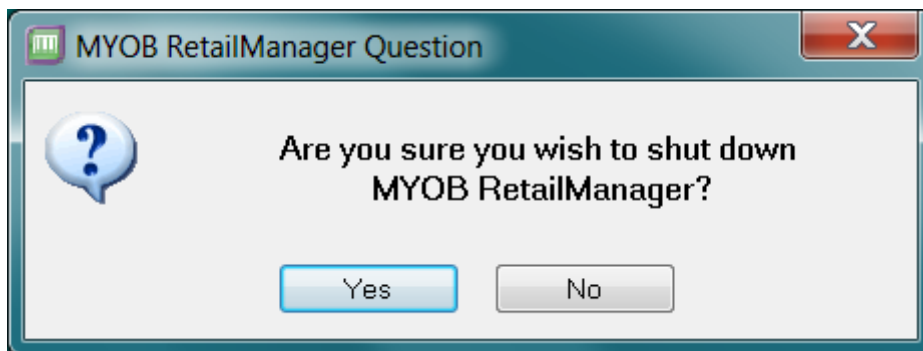 MYOB RetailManager Question
Are you sure you wish to shut down
MYOB RetailManager?
Yes
No